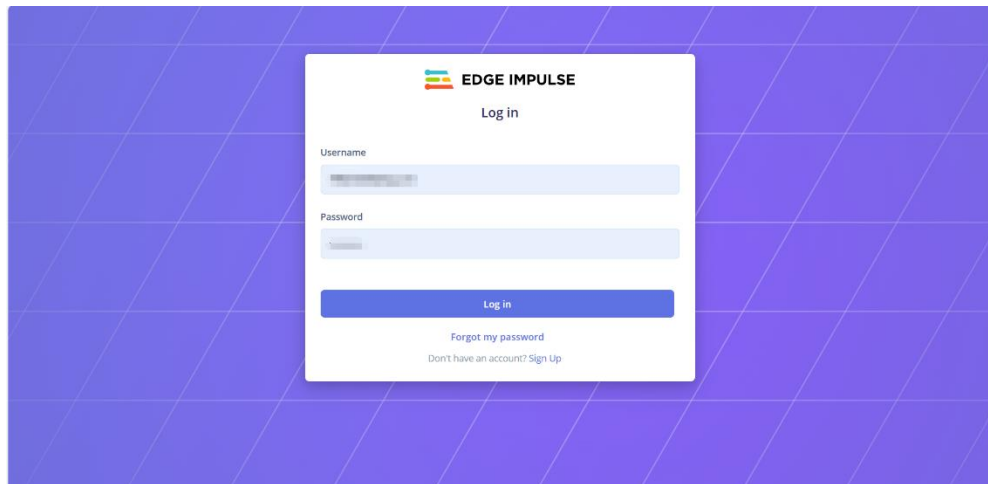 EDGE IMPULSE
Log in
Username
Password
Log in
Forgot my password
Don't have an account? Sign Up